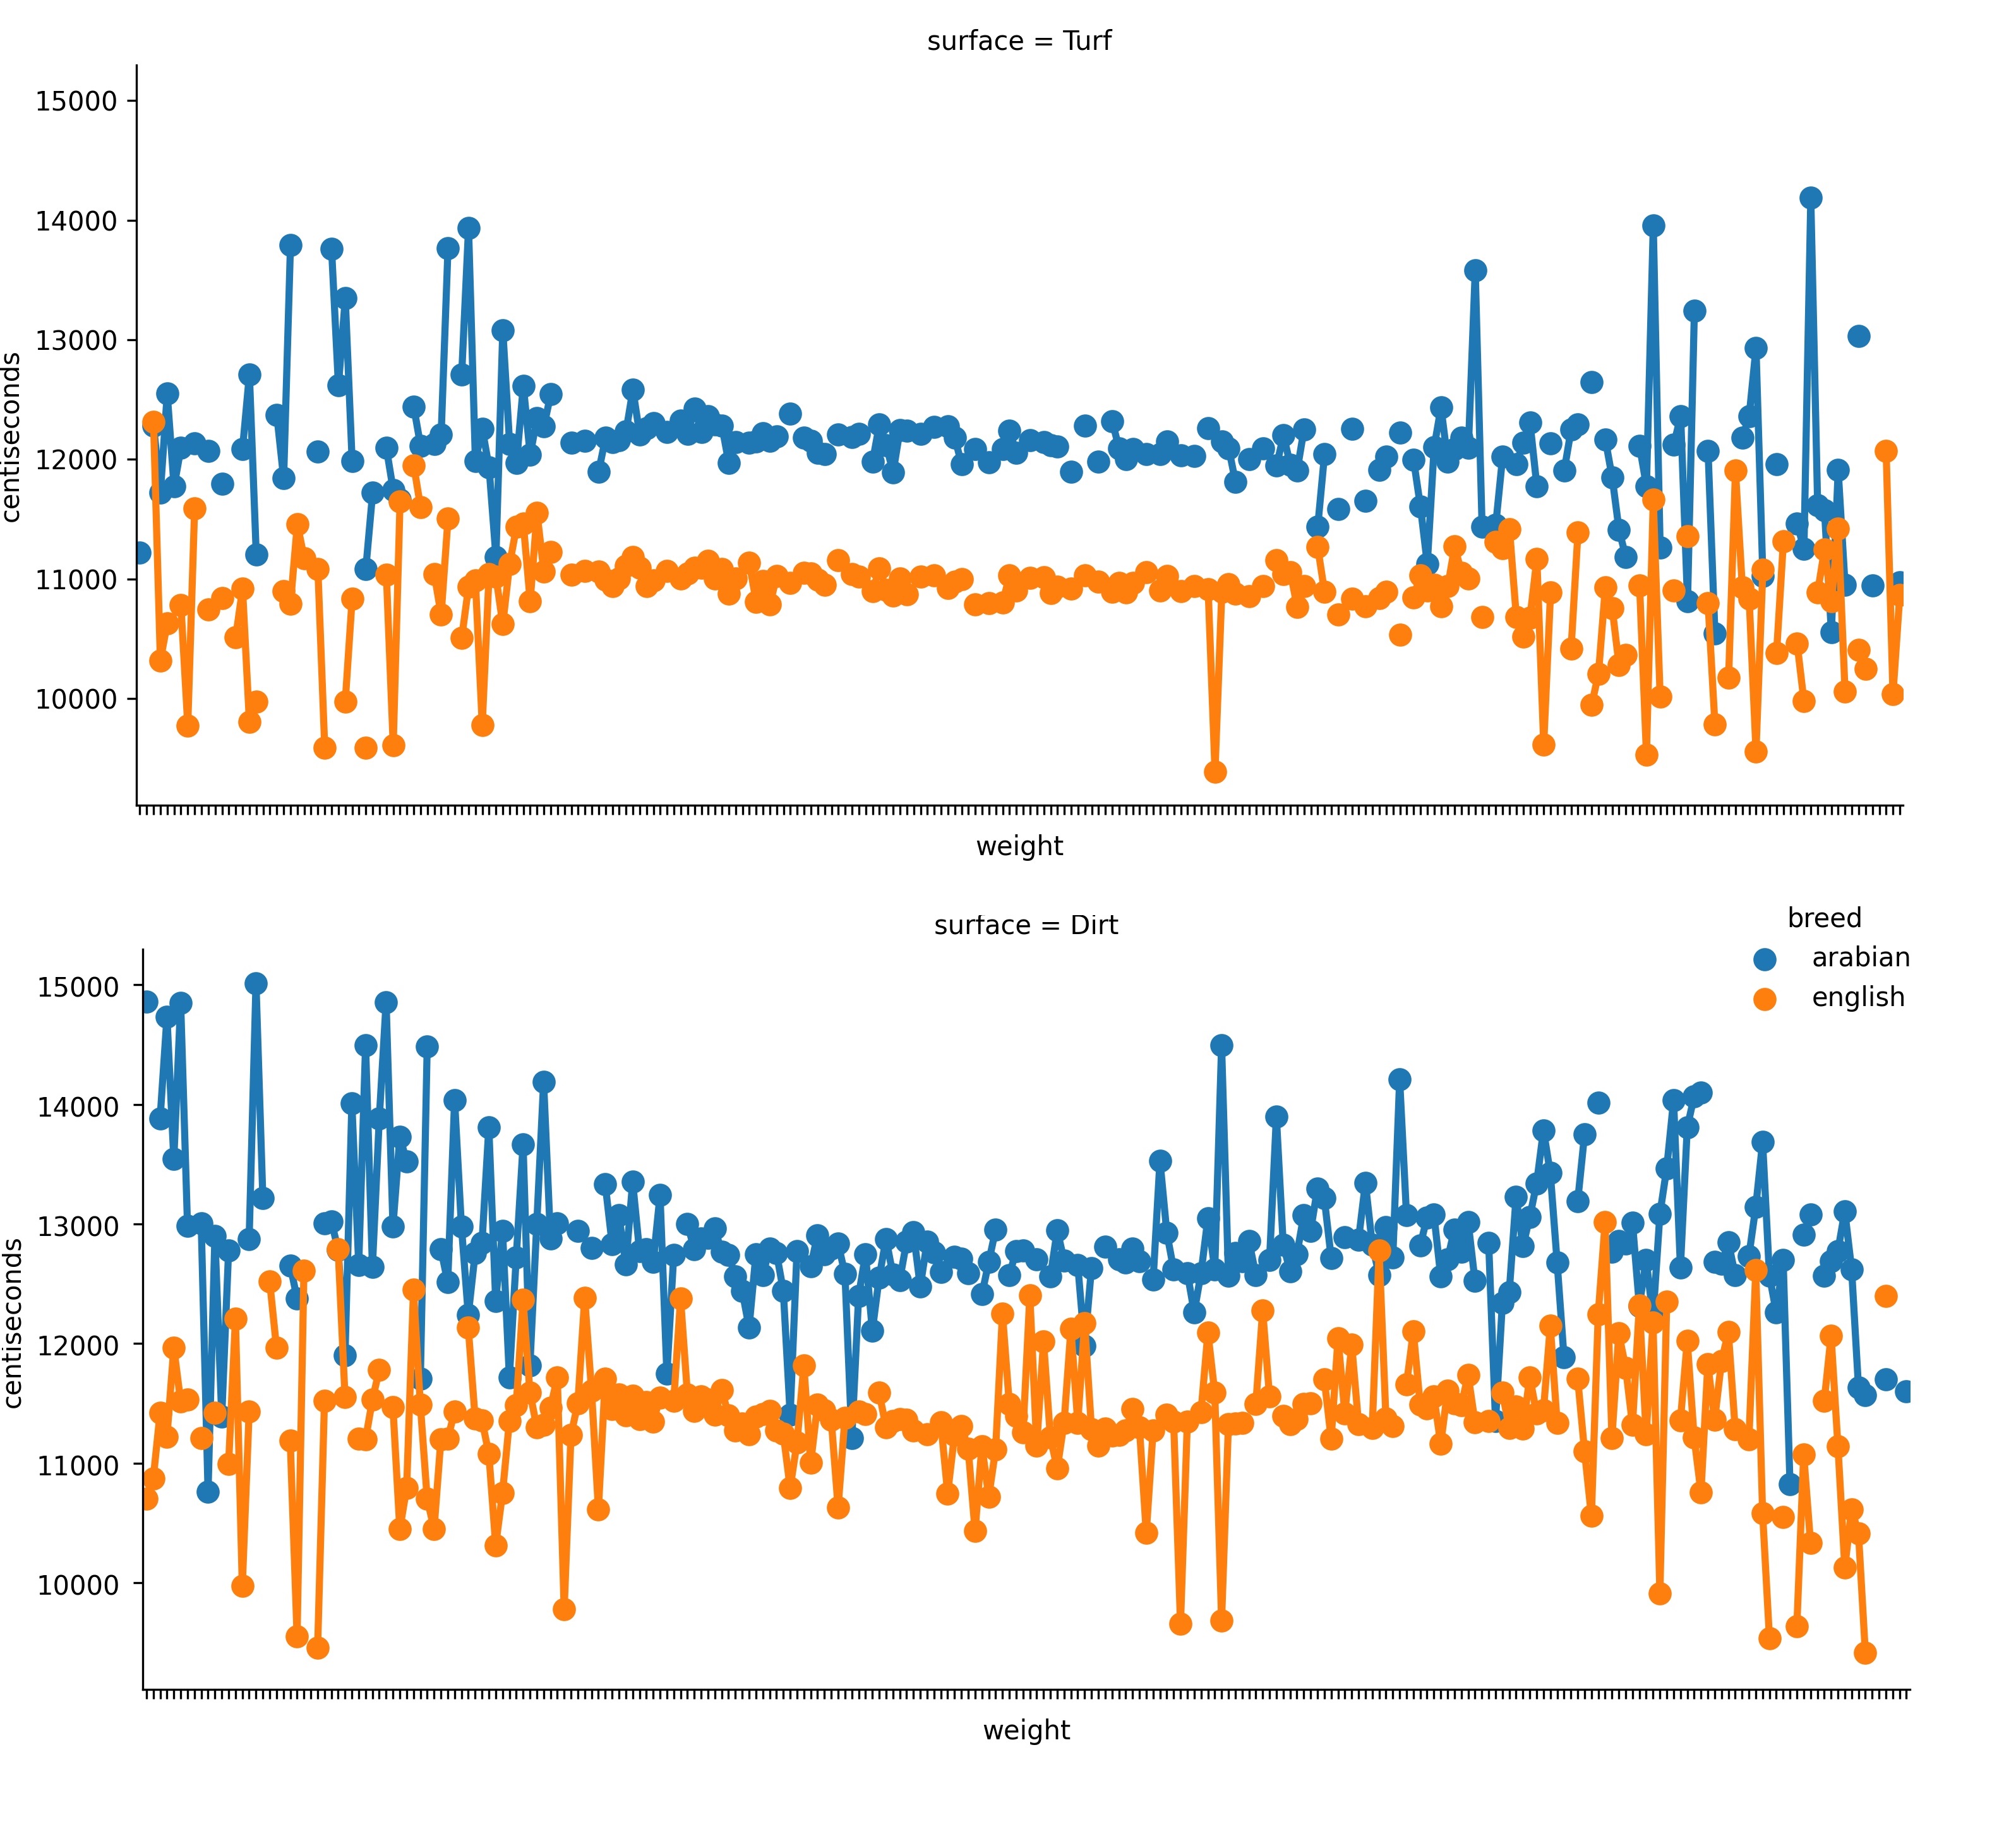 surface = Turf
15000
14000
13000
12000
11000
10000
centiseconds
weight
surface = Dirt
breed
arabian
english
15000
14000
13000
12000
11000
10000
centiseconds
weight